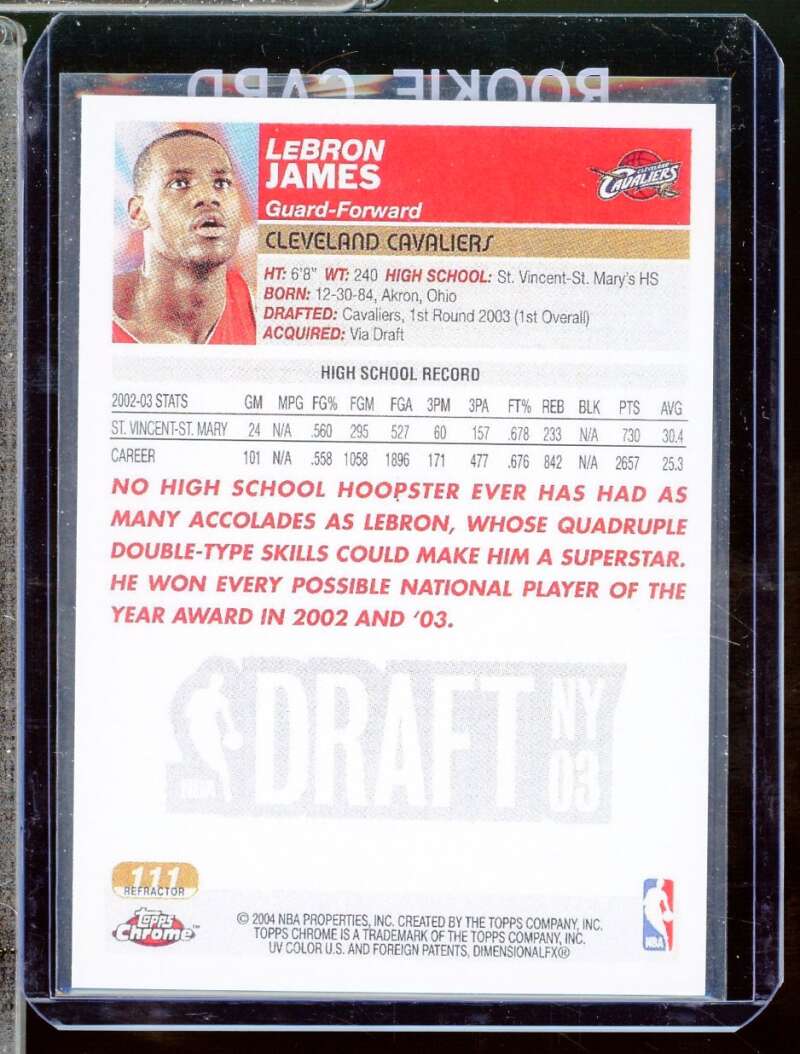 ROOKIE CARD
LeBRON
JAMES
Guard-Forward
CLEVELAND CAVALIERS
CLEVELAND
CAVALIERS
HT: 6'8" WT: 240 HIGH SCHOOL: St. Vincent-St. Mary's HS
BORN: 12-30-84, Akron, Ohio
DRAFTED: Cavaliers, 1st Round 2003 (1st Overall)
ACQUIRED: Via Draft
HIGH SCHOOL RECORD
2002-03 STATS GM MPG FG% FGM FGA 3PM 3PA FT% REB BLK PTS AVG
ST. VINCENT-ST. MARY 24 N/A .560 295 527 60 157 .678 233 N/A 730 30.4
CAREER 101 N/A .558 1058 1896 171 477 .676 842 N/A 2657 25.3
NO HIGH SCHOOL HOOPSTER EVER HAS HAD AS
MANY ACCOLADES AS LEBRON, WHOSE QUADRUPLE
DOUBLE-TYPE SKILLS COULD MAKE HIM A SUPERSTAR.
HE WON EVERY POSSIBLE NATIONAL PLAYER OF THE
YEAR AWARD IN 2002 AND '03.
NBA DRAFT NY
03
111
REFRACTOR
Topps
Chrome™
© 2004 NBA PROPERTIES, INC. CREATED BY THE TOPPS COMPANY, INC.
TOPPS CHROME IS A TRADEMARK OF THE TOPPS COMPANY, INC.
UV COLOR U.S. AND FOREIGN PATENTS, DIMENSIONALFX®
NBA